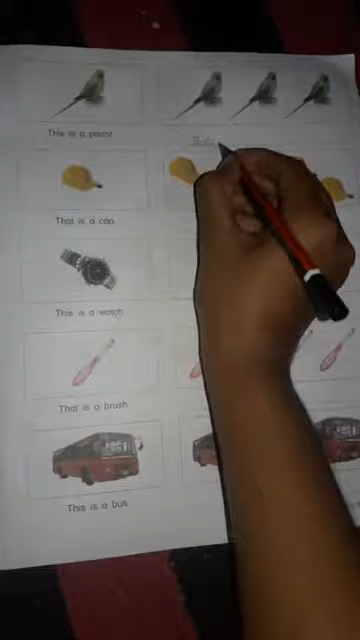 This is a parrot
That is a cap
This is a watch
That is a brush
This is a bus